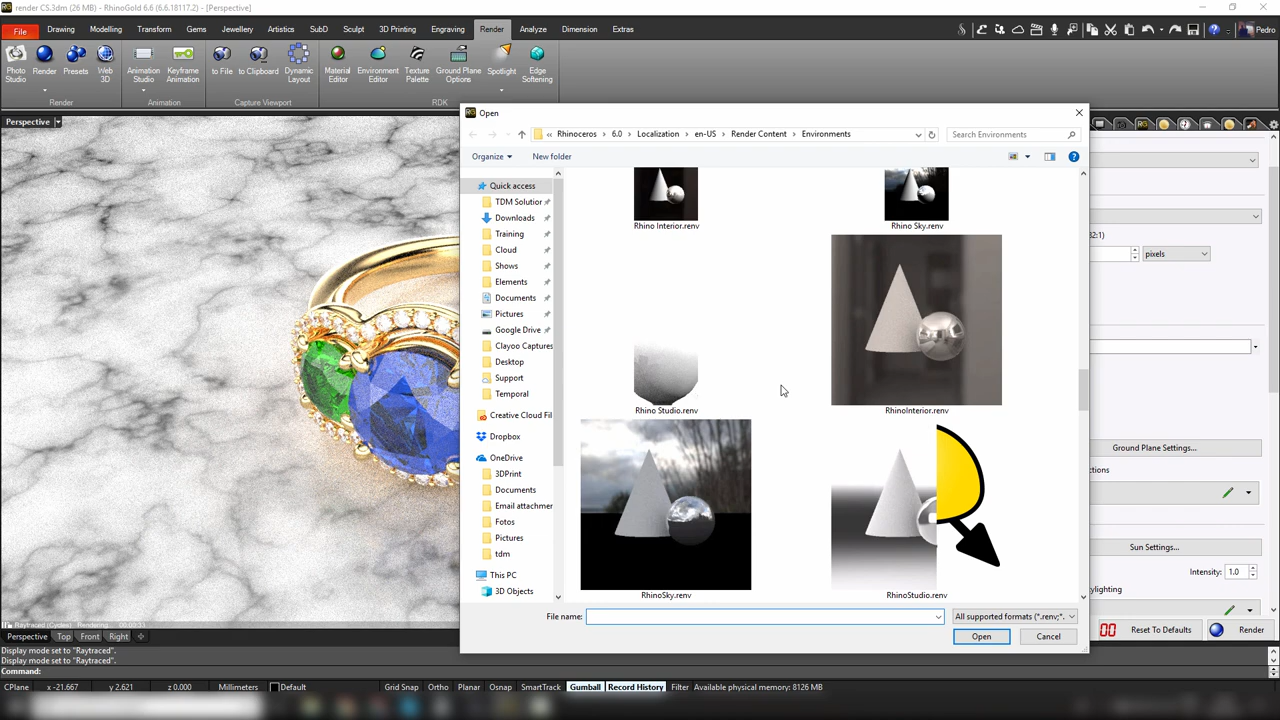 render CS.3dm (26 MB) - RhinoGold 6.6 (6.6.18117.2) - [Perspective]
File Drawing Modelling Transform Gems Jewellery Artistics SubD Sculpt 3D Printing Engraving Render Analyze Dimension Extras Pedro
Photo Studio Render Presets Web 3D Animation Studio Keyframe Animation to File to Clipboard Dynamic Layout Material Editor Environment Editor Texture Palette Ground Plane Options Spotlight Edge Softening
Render Animation Capture Viewport RDK
Perspective
Open
« Rhinoceros > 6.0 > Localization > en-US > Render Content > Environments
Search Environments
Organize New folder
Quick access
TDM Solution
Downloads
Training
Cloud
Shows
Elements
Documents
Pictures
Google Drive
Clayoo Captures
Desktop
Support
Temporal
Creative Cloud Fil
Dropbox
OneDrive
3DPrint
Documents
Email attachmen
Fotos
Pictures
tdm
This PC
3D Objects
Rhino Interior.renv
Rhino Sky.renv
Rhino Studio.renv
RhinoInterior.renv
RhinoSky.renv
RhinoStudio.renv
File name:
All supported formats (*.renv;*.
Open Cancel
pixels
Ground Plane Settings...
Sun Settings...
Intensity: 1.0
Reset To Defaults Render
Perspective Top Front Right
Display mode set to "Raytraced".
Display mode set to "Raytraced".
Command:
CPlane x -21.667 y 2.621 z 0.000 Millimeters Default Grid Snap Ortho Planar Osnap SmartTrack Gumball Record History Filter Available physical memory: 8126 MB